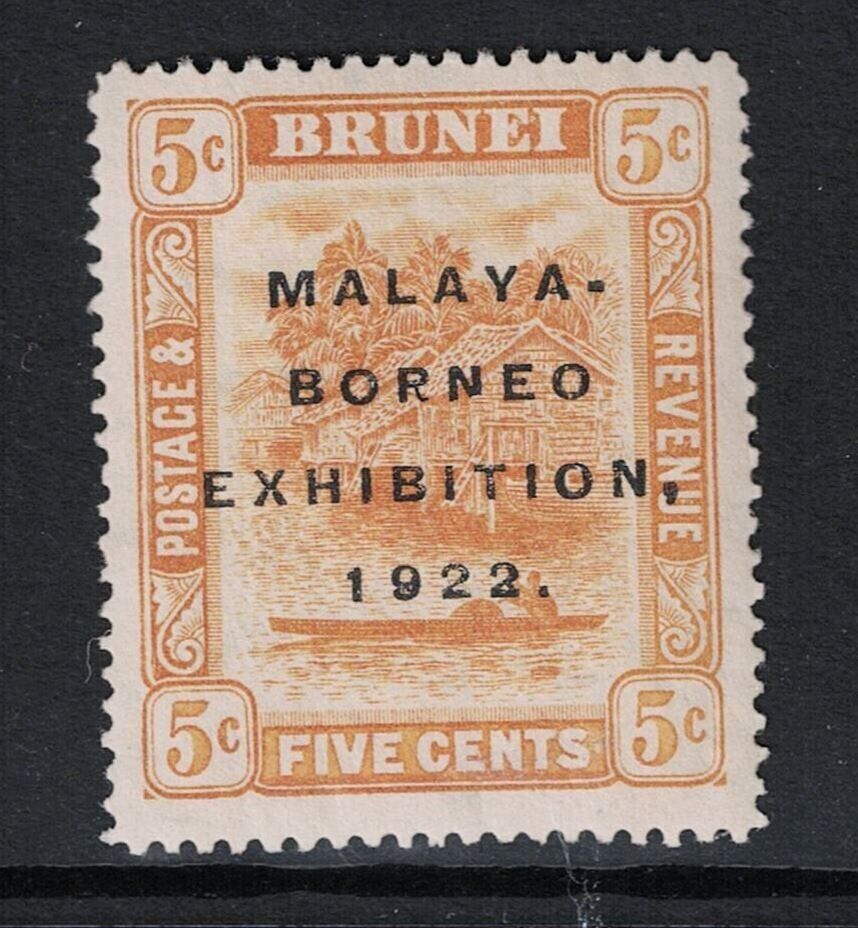 5c BRUNEI 5c
MALAYA-
BORNEO
EXHIBITION,
1922.
POSTAGE &
REVENUE
5c FIVE CENTS 5c